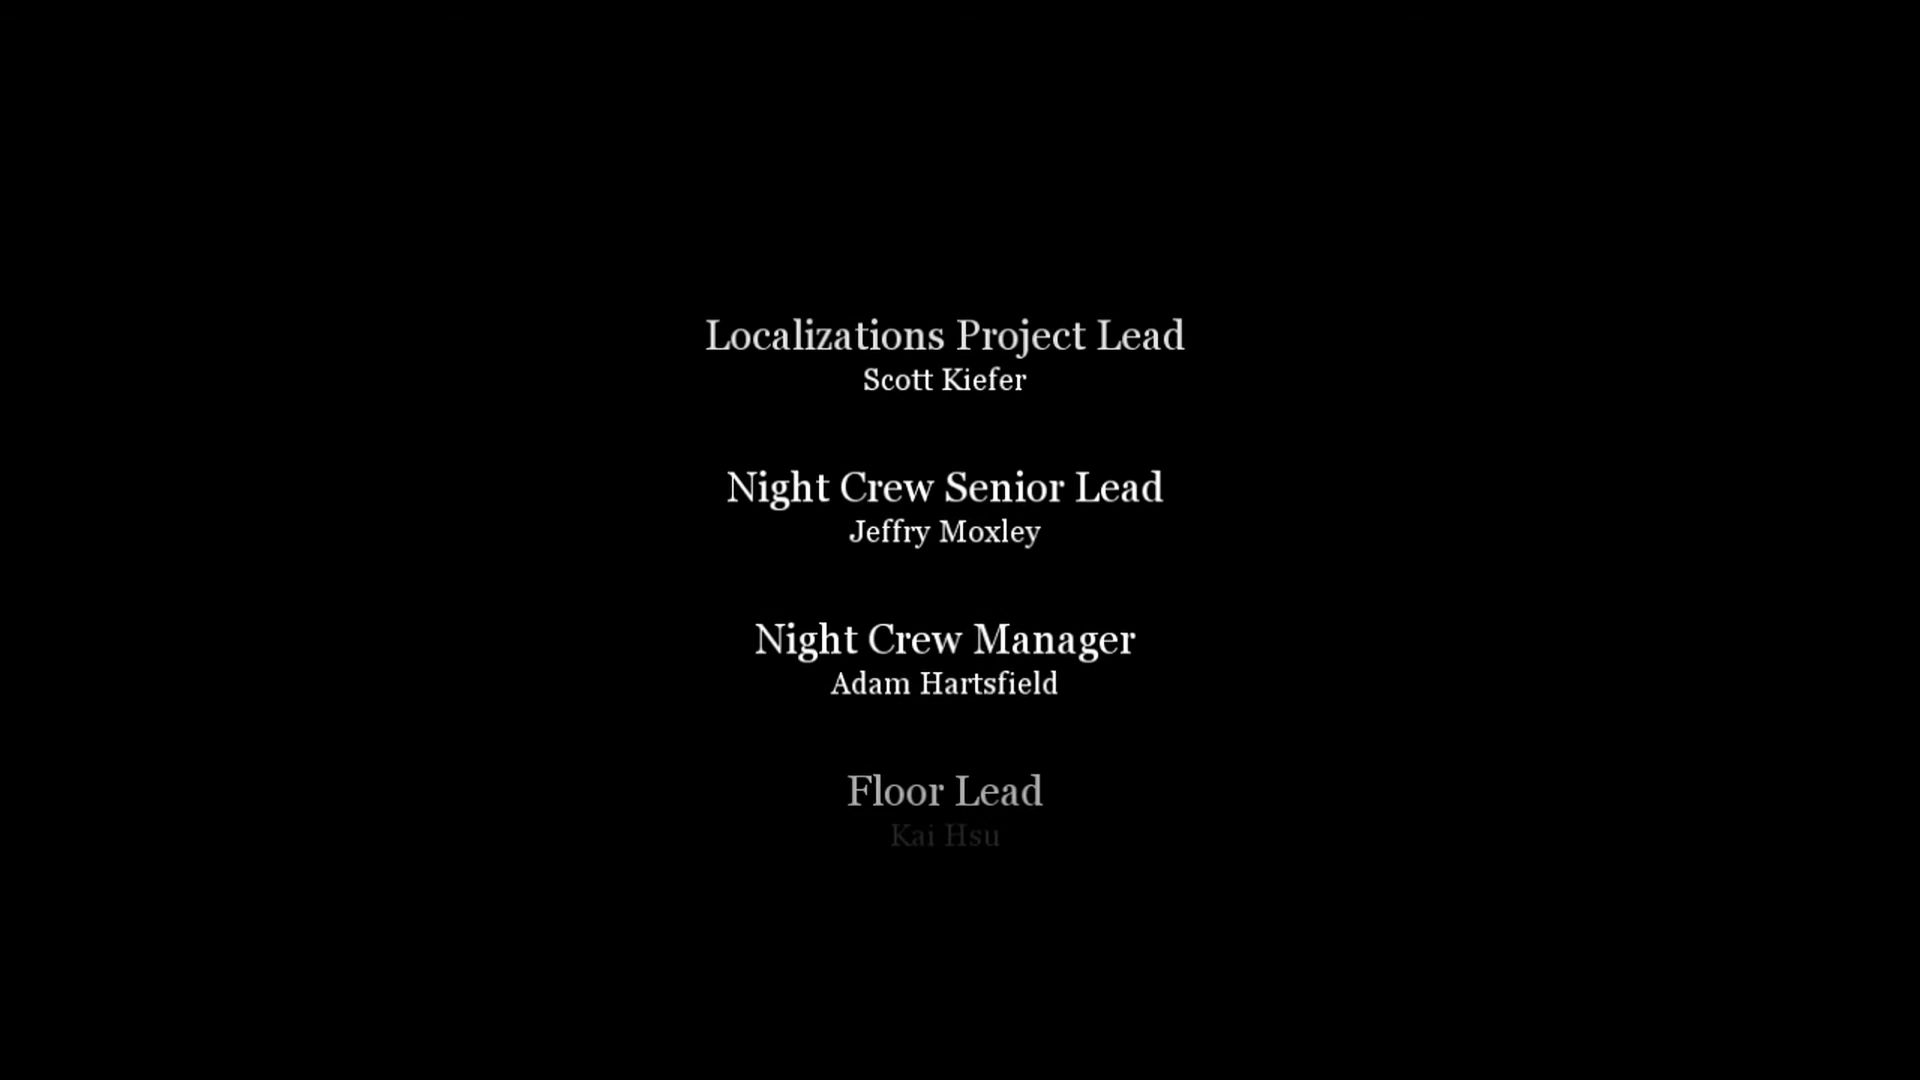 Localizations Project Lead
Scott Kiefer
Night Crew Senior Lead
Jeffry Moxley
Night Crew Manager
Adam Hartsfield
Floor Lead
Kai Hsu